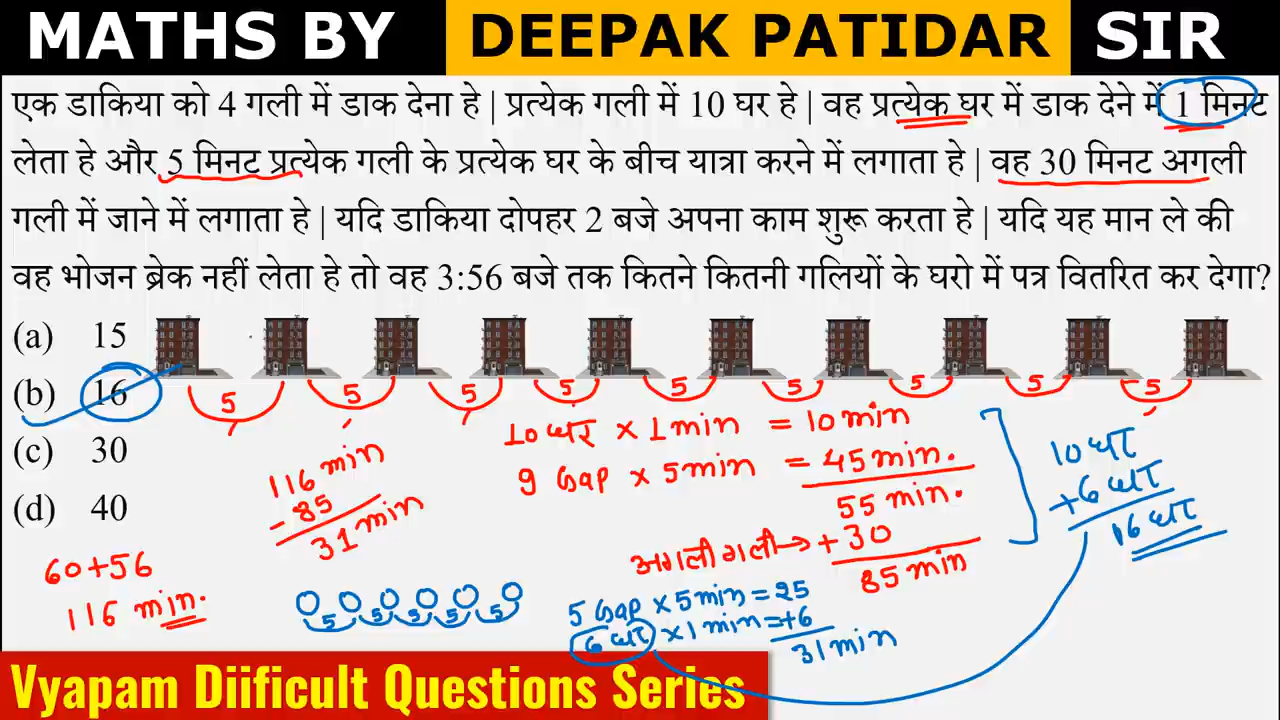 MATHS BY DEEPAK PATIDAR SIR
एक डाकिया को 4 गली में डाक देना हे | प्रत्येक गली में 10 घर हे | वह प्रत्येक घर में डाक देने में 1 मिनट
लेता हे और 5 मिनट प्रत्येक गली के प्रत्येक घर के बीच यात्रा करने में लगाता हे | वह 30 मिनट अगली
गली में जाने में लगाता हे | यदि डाकिया दोपहर 2 बजे अपना काम शुरू करता हे | यदि यह मान ले की
वह भोजन ब्रेक नहीं लेता हे तो वह 3:56 बजे तक कितने कितनी गलियों के घरो में पत्र वितरित कर देगा?
(a) 15
(b) 16
(c) 30
(d) 40
5 5 5 5 5 5 5 5 5
10 घर × 1 min = 10 min
9 Gap × 5 min = 45 min.
55 min.
अगली गली → + 30
85 min
116 min
- 85
31 min
60+56
116 min.
5 5 5 5 5
5 Gap × 5 min = 25
6 घर × 1 min = +6
31 min
10 घर
+6 घर
16 घर
Vyapam Diificult Questions Series